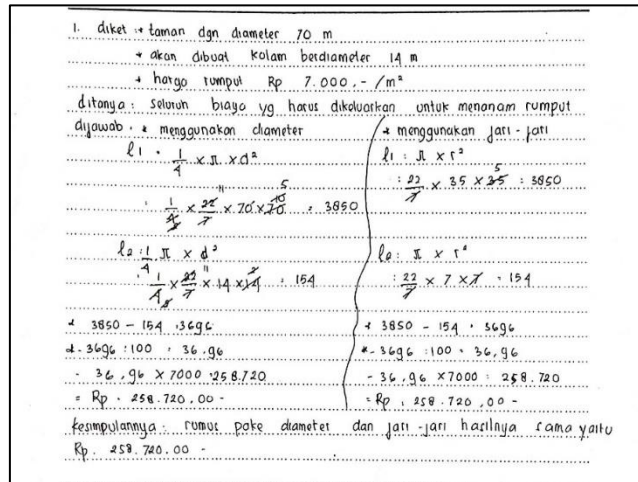 1. diket : * taman dgn diameter 70 m
* akan dibuat kolam berdiameter 14 m
* harga rumput Rp 7.000,- /m²
ditanya : seluruh biaya yg harus dikeluarkan untuk menanam rumput
dijawab : * menggunakan diameter
l1 = 1/4 × π × d²
= 1/4 × 22/7 × 70 × 70 = 3850
l2 = 1/4 π × d²
= 1/4 × 22/7 × 14 × 14 = 154
* 3850 - 154 = 3696
* - 3696 : 100 = 36,96
- 36,96 × 7000 = 258.720
= Rp. 258.720,00 -
* menggunakan jari-jari
l1 : π × r²
: 22/7 × 35 × 35 : 3850
l2 : π × r²
: 22/7 × 7 × 7 = 154
* 3850 - 154 = 3696
* - 3696 : 100 = 36,96
- 36,96 × 7000 : 258.720
= Rp. 258.720,00 -
kesimpulannya : rumus pake diameter dan jari-jari hasilnya sama yaitu
Rp. 258.720.00 -